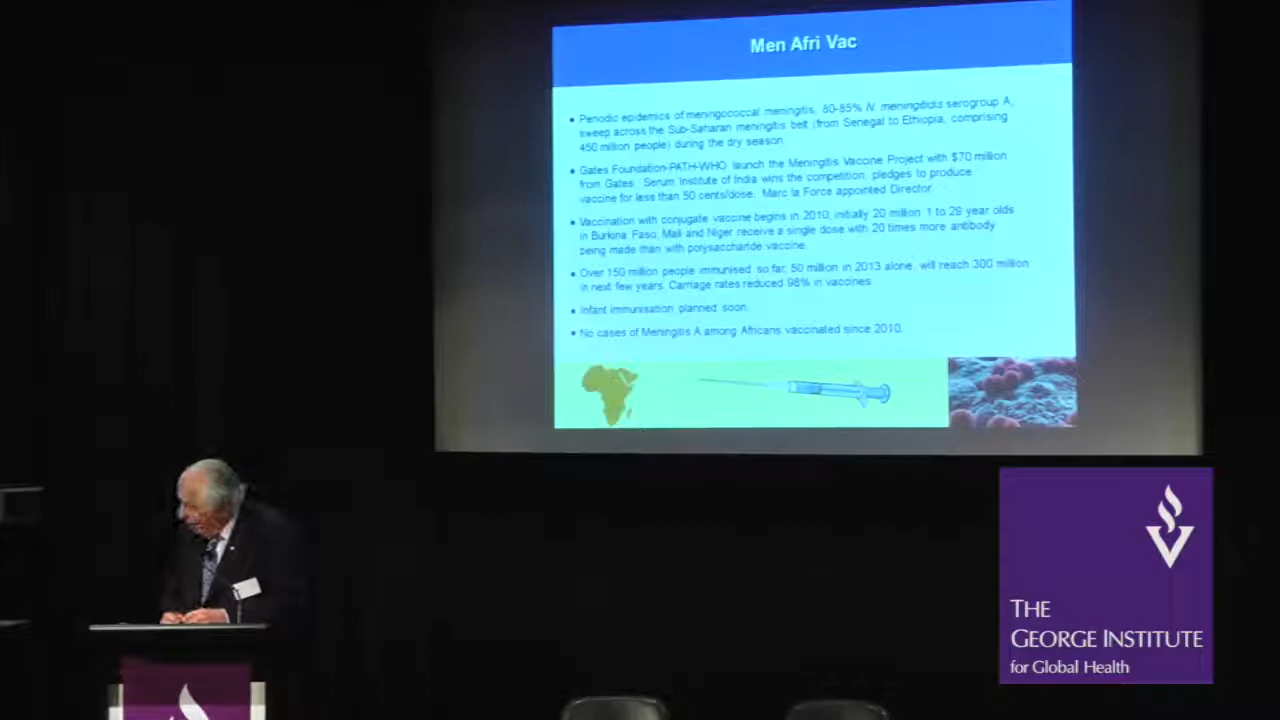 Men Afri Vac
• Periodic epidemics of meningococcal meningitis, 80-85% N. meningitidis serogroup A,
sweep across the Sub-Saharan meningitis belt (from Senegal to Ethiopia, comprising
450 million people) during the dry season.
• Gates Foundation-PATH-WHO launch the Meningitis Vaccine Project with $70 million
from Gates. Serum Institute of India wins the competition, pledges to produce
vaccine for less than 50 cents/dose. Marc la Force appointed Director.
• Vaccination with conjugate vaccine begins in 2010, initially 20 million 1 to 29 year olds
in Burkina Faso, Mali and Niger receive a single dose with 20 times more antibody
being made than with polysaccharide vaccine.
• Over 150 million people immunised so far; 50 million in 2013 alone, will reach 300 million
in next few years. Carriage rates reduced 98% in vaccines
• Infant immunisation planned soon.
• No cases of Meningitis A among Africans vaccinated since 2010.
THE
GEORGE INSTITUTE
for Global Health